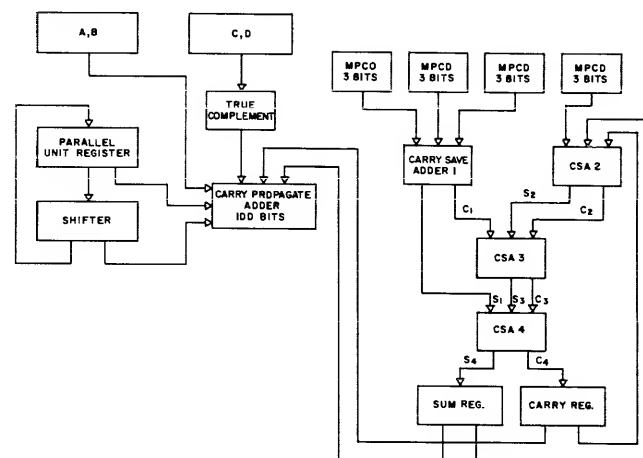 A,B
C,D
MPCO
3 BITS
MPCD
3 BITS
MPCD
3 BITS
MPCD
3 BITS
TRUE
COMPLEMENT
PARALLEL
UNIT REGISTER
CARRY SAVE
ADDER 1
CSA 2
CARRY PROPAGATE
ADDER
1DD BITS
SHIFTER
S2
C1
C2
CSA 3
S1
S3
C3
CSA 4
S4
C4
SUM REG.
CARRY REG.